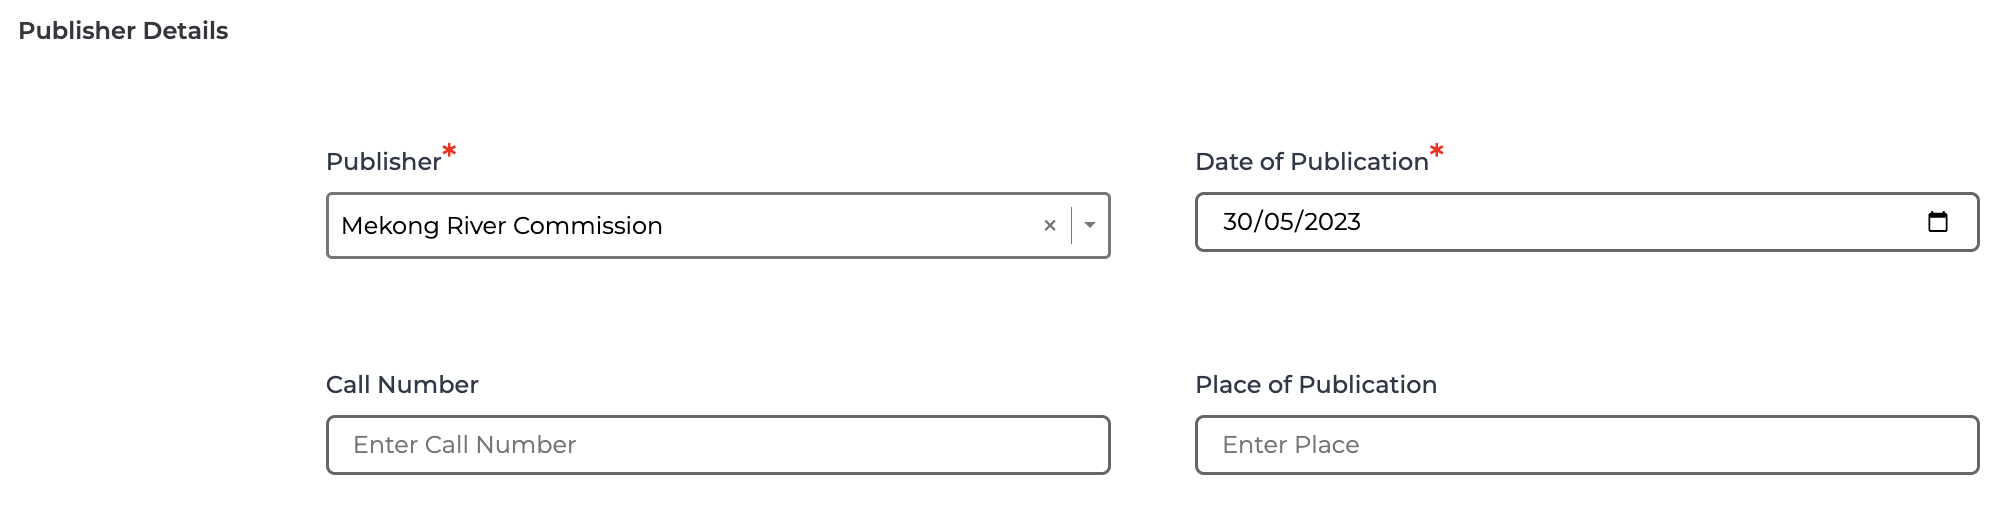 Publisher Details
Publisher* Date of Publication*
Mekong River Commission 30/05/2023
Call Number Place of Publication
Enter Call Number Enter Place